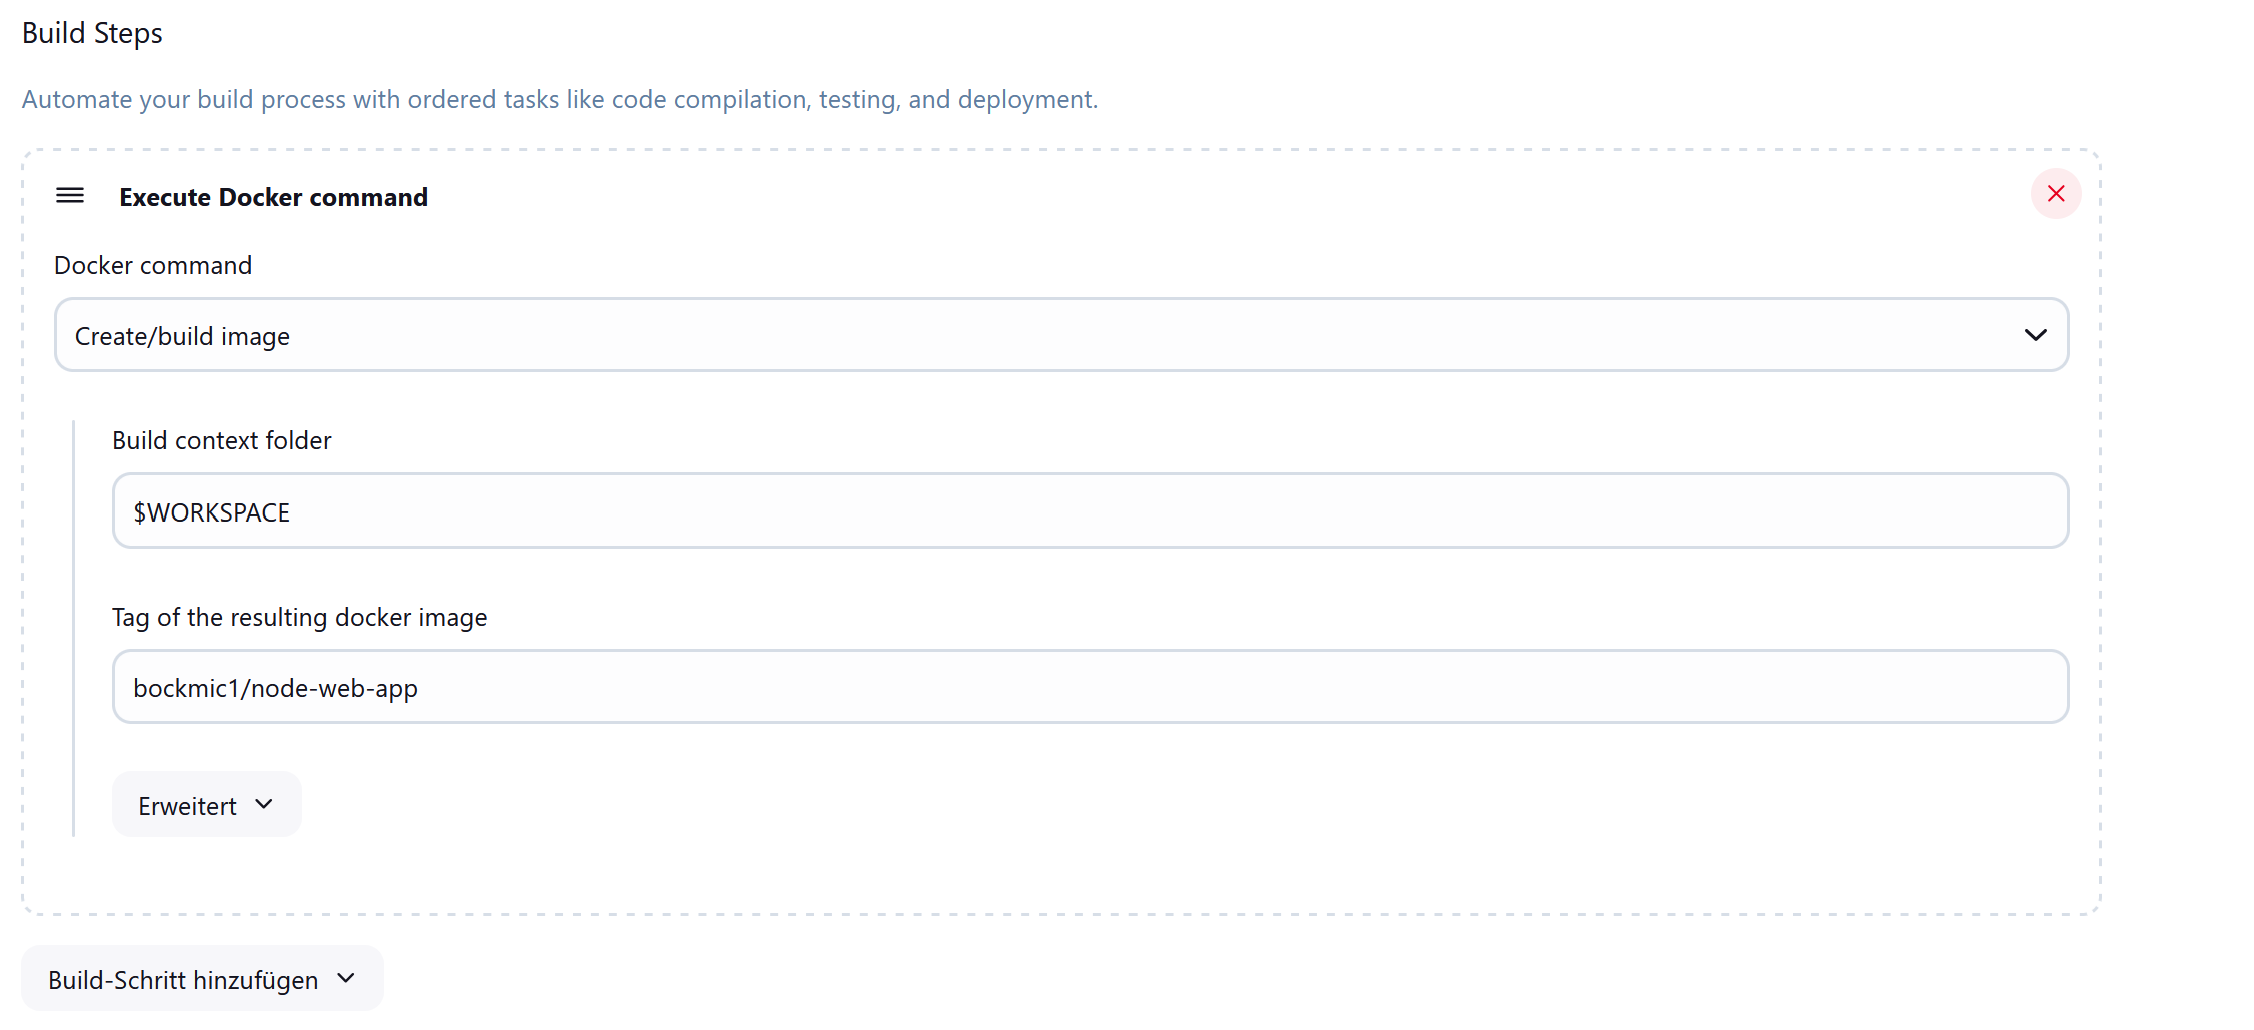 Build Steps
Automate your build process with ordered tasks like code compilation, testing, and deployment.
Execute Docker command
Docker command
Create/build image
Build context folder
$WORKSPACE
Tag of the resulting docker image
bockmic1/node-web-app
Erweitert
Build-Schritt hinzufügen